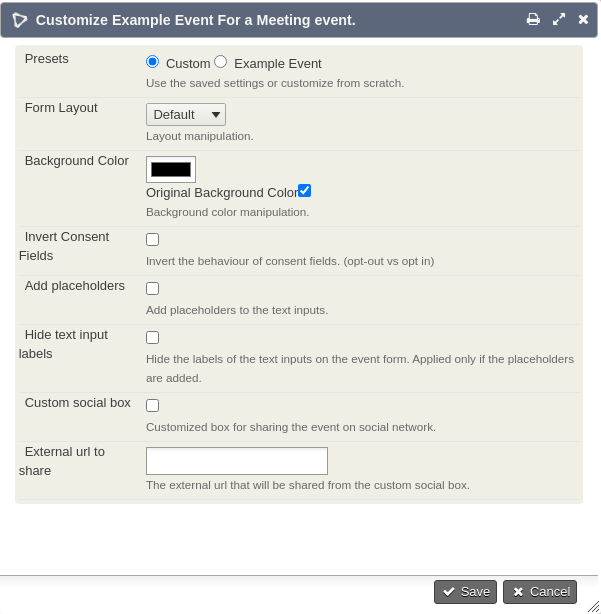 Customize Example Event For a Meeting event.
Presets
Custom Example Event
Use the saved settings or customize from scratch.
Form Layout
Default
Layout manipulation.
Background Color
Original Background Color
Background color manipulation.
Invert Consent
Fields
Invert the behaviour of consent fields. (opt-out vs opt in)
Add placeholders
Add placeholders to the text inputs.
Hide text input
labels
Hide the labels of the text inputs on the event form. Applied only if the placeholders
are added.
Custom social box
Customized box for sharing the event on social network.
External url to
share
The external url that will be shared from the custom social box.
Save Cancel